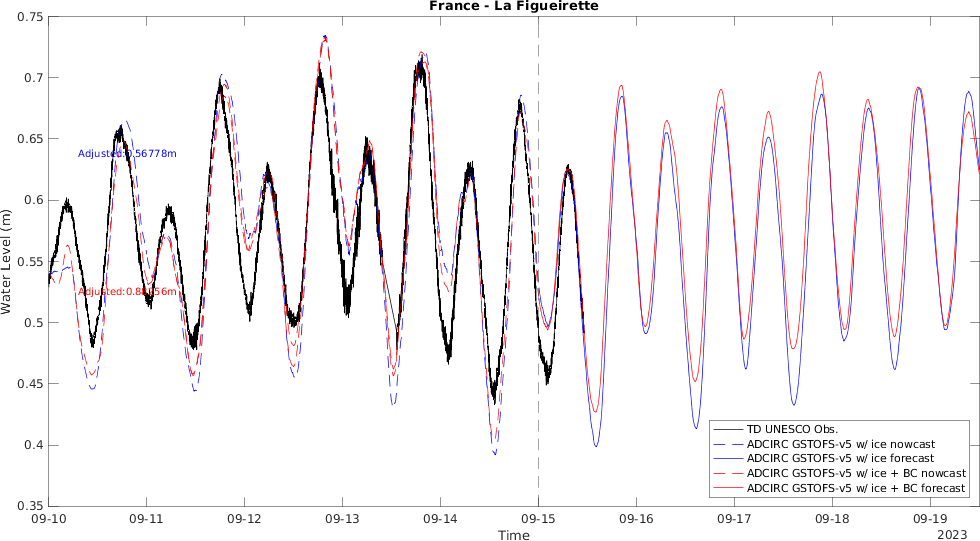 France - La Figueirette
0.75
0.7
0.65
0.6
0.55
0.5
0.45
0.4
0.35
Water Level (m)
Adjusted:0.56778m
TD UNESCO Obs.
ADCIRC GSTOFS-v5 w/ ice nowcast
ADCIRC GSTOFS-v5 w/ ice forecast
ADCIRC GSTOFS-v5 w/ ice + BC nowcast
ADCIRC GSTOFS-v5 w/ ice + BC forecast
09-10 09-11 09-12 09-13 09-14 09-15 09-16 09-17 09-18 09-19
Time
2023